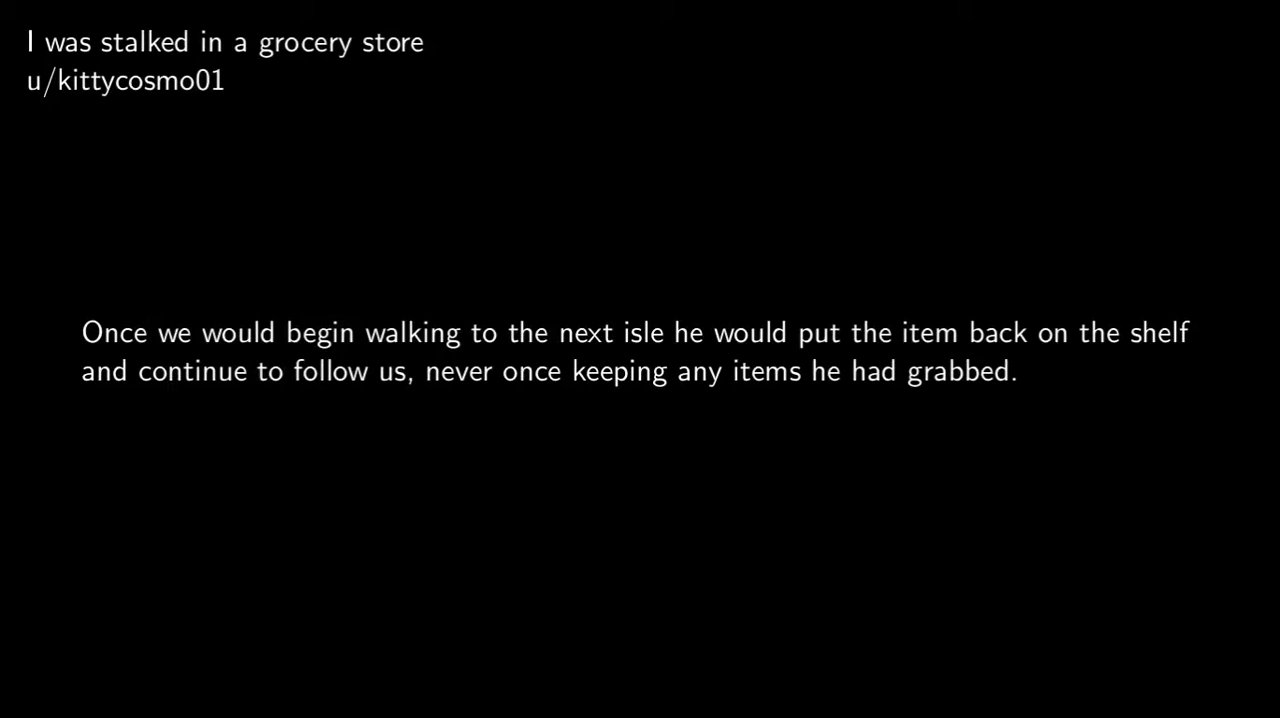 I was stalked in a grocery store
u/kittycosmo01
Once we would begin walking to the next isle he would put the item back on the shelf
and continue to follow us, never once keeping any items he had grabbed.